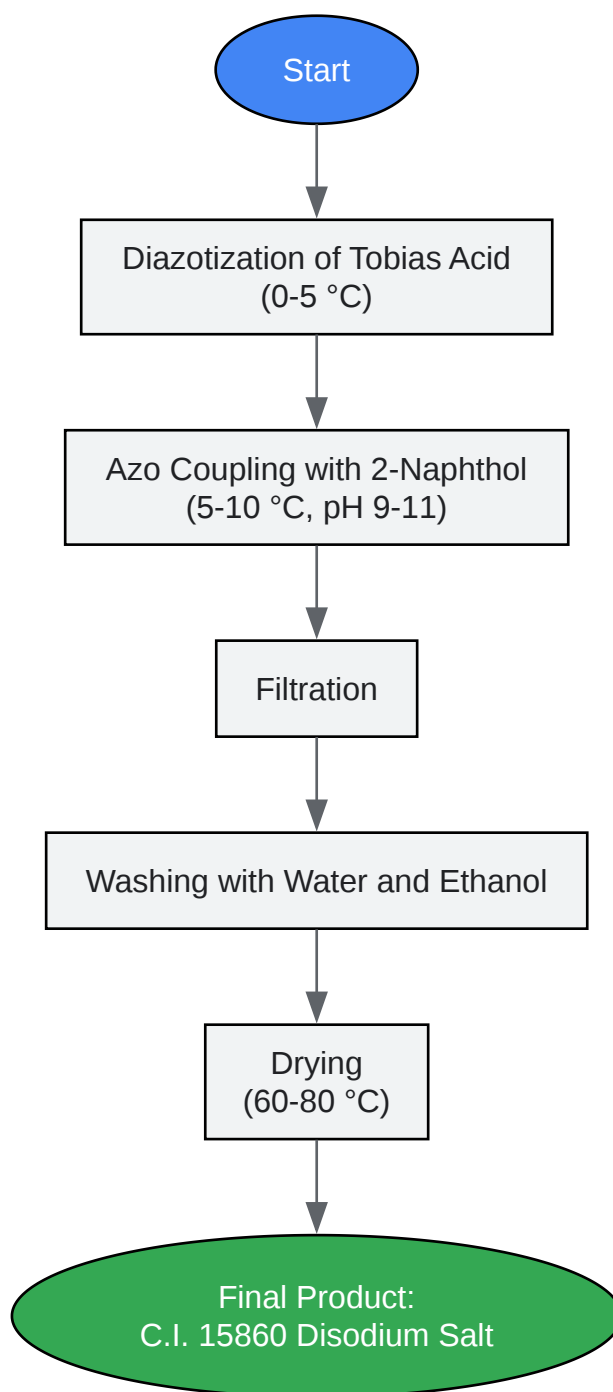 Start
Diazotization of Tobias Acid
(0-5 °C)
Azo Coupling with 2-Naphthol
(5-10 °C, pH 9-11)
Filtration
Washing with Water and Ethanol
Drying
(60-80 °C)
Final Product:
C.I. 15860 Disodium Salt